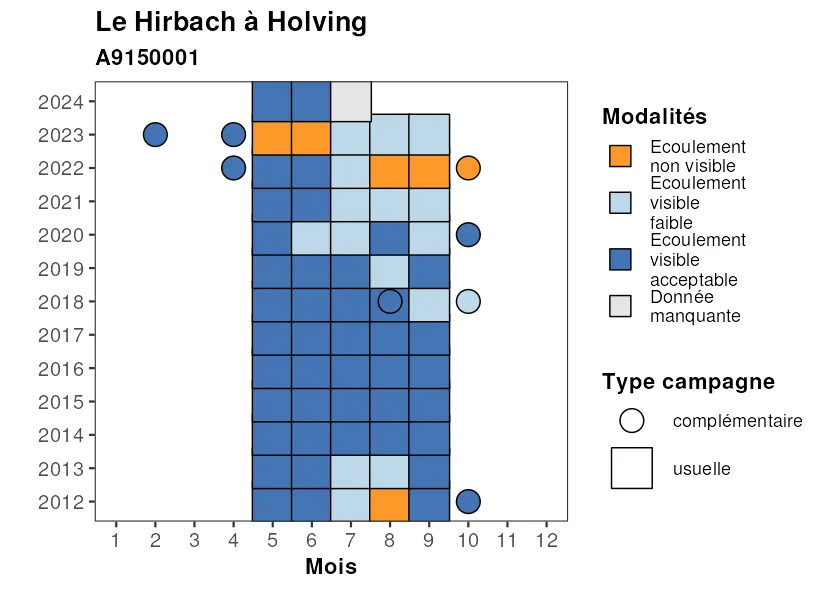 Le Hirbach à Holving
A9150001
2024
2023
2022
2021
2020
2019
2018
2017
2016
2015
2014
2013
2012
1 2 3 4 5 6 7 8 9 10 11 12
Mois
Modalités
Ecoulement
non visible
Ecoulement
visible
faible
Ecoulement
visible
acceptable
Donnée
manquante
Type campagne
complémentaire
usuelle